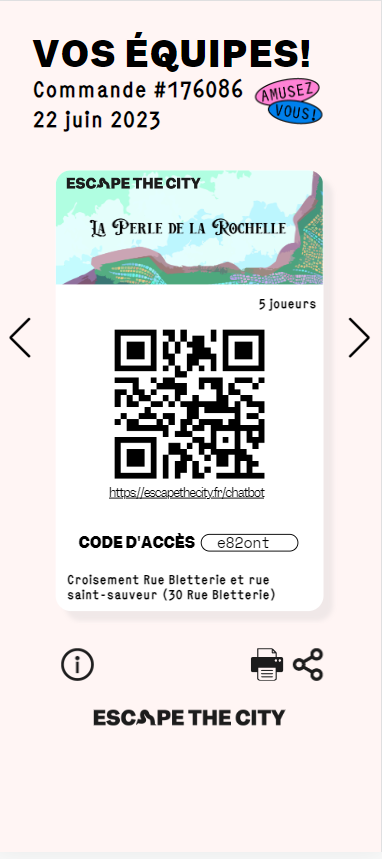 VOS ÉQUIPES!
Commande #176086
22 juin 2023
AMUSEZ
VOUS!
ESCAPE THE CITY
La Perle de la Rochelle
5 joueurs
https://escapethecity.fr/chatbot
CODE D'ACCÈS e82ont
Croisement Rue Bletterie et rue
saint-sauveur (30 Rue Bletterie)
ESCAPE THE CITY